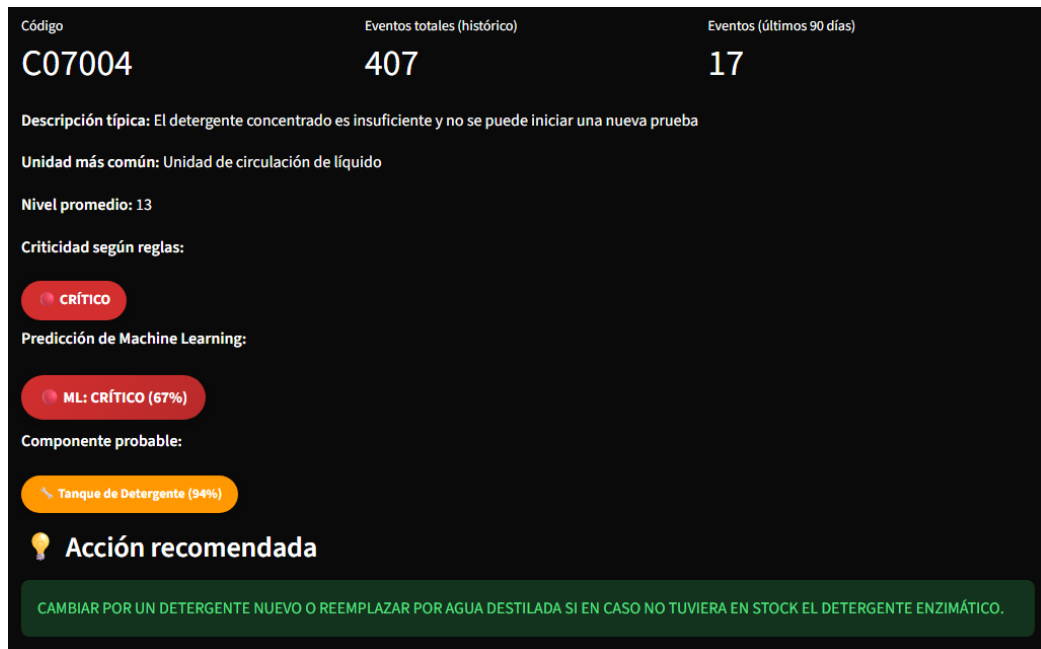 Código Eventos totales (histórico) Eventos (últimos 90 días)
C07004 407 17
Descripción típica: El detergente concentrado es insuficiente y no se puede iniciar una nueva prueba
Unidad más común: Unidad de circulación de líquido
Nivel promedio: 13
Criticidad según reglas:
CRÍTICO
Predicción de Machine Learning:
ML: CRÍTICO (67%)
Componente probable:
Tanque de Detergente (94%)
Acción recomendada
CAMBIAR POR UN DETERGENTE NUEVO O REEMPLAZAR POR AGUA DESTILADA SI EN CASO NO TUVIERA EN STOCK EL DETERGENTE ENZIMÁTICO.